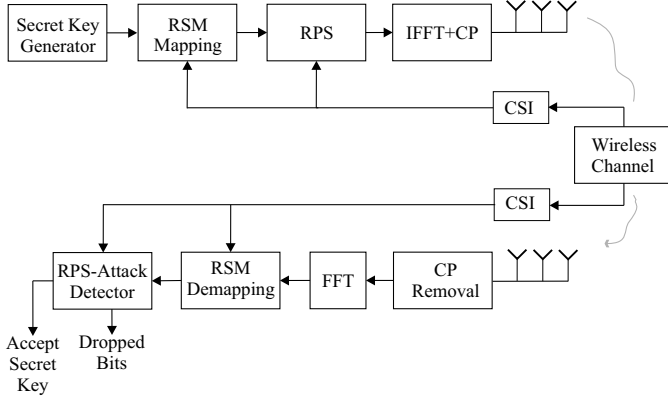 Secret Key
Generator
RSM
Mapping
RPS
IFFT+CP
CSI
Wireless
Channel
CSI
RPS-Attack
Detector
RSM
Demapping
FFT
CP
Removal
Accept
Secret
Key
Dropped
Bits